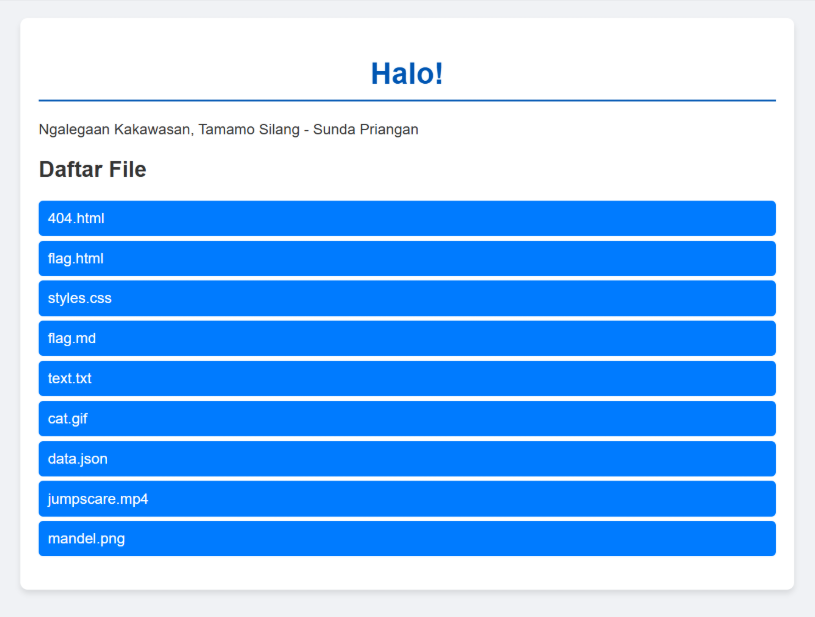 Halo!
Ngalegaan Kakawasan, Tamamo Silang - Sunda Priangan
Daftar File
404.html
flag.html
styles.css
flag.md
text.txt
cat.gif
data.json
jumpscare.mp4
mandel.png